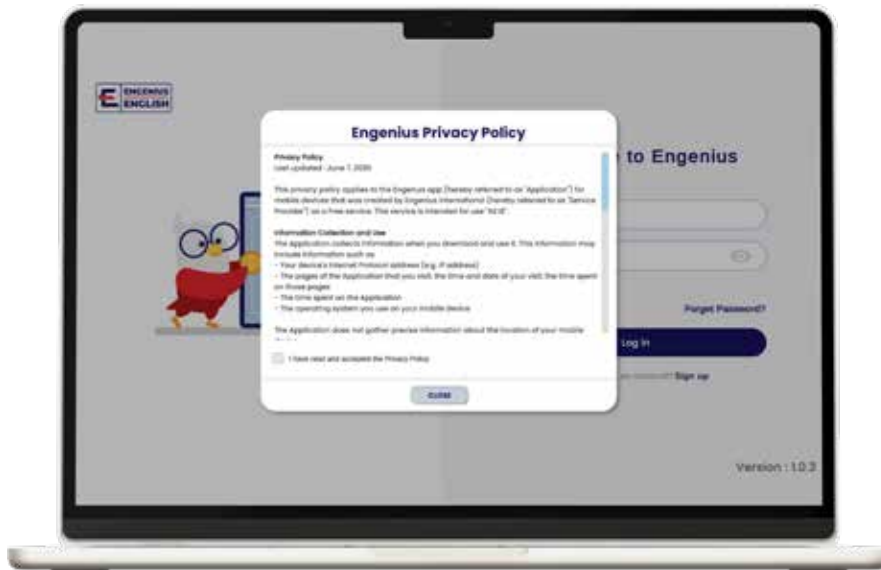 ENGENIUS
ENGLISH
to Engenius
Engenius Privacy Policy
Privacy Policy
Last updated: June 7, 2025
This privacy policy applies to the Engenius app (hereby referred to as "Application") for
mobile devices that was created by Engenius International (hereby referred to as "Service
Provider") as a free service. This service is intended for use "AS IS".
Information Collection and Use
The Application collects information when you download and use it. This information may
include information such as
- Your device's Internet Protocol address (e.g. IP address)
- The pages of the Application that you visit, the time and date of your visit, the time spent
on those pages
- The time spent on the Application
- The operating system you use on your mobile device
The Application does not gather precise information about the location of your mobile
I have read and accepted the Privacy Policy
CLOSE
Forget Password?
Log in
Sign up
Version : 1.0.3